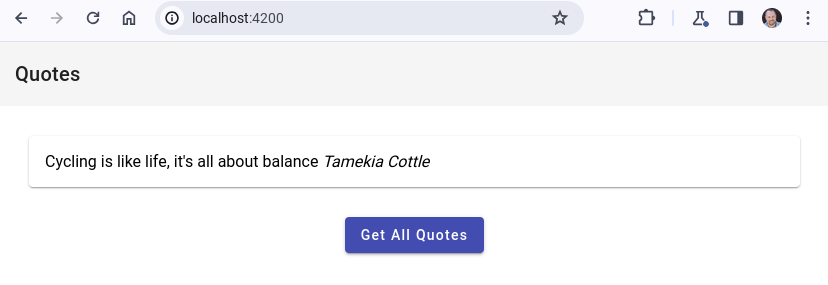 localhost:4200
Quotes
Cycling is like life, it's all about balance Tamekia Cottle
Get All Quotes